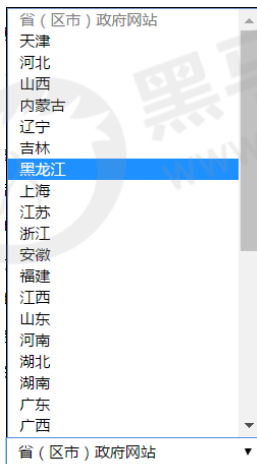 省（区市）政府网站
天津
河北
山西
内蒙古
辽宁
吉林
黑龙江
上海
江苏
浙江
安徽
福建
江西
山东
河南
湖北
湖南
广东
广西
省（区市）政府网站